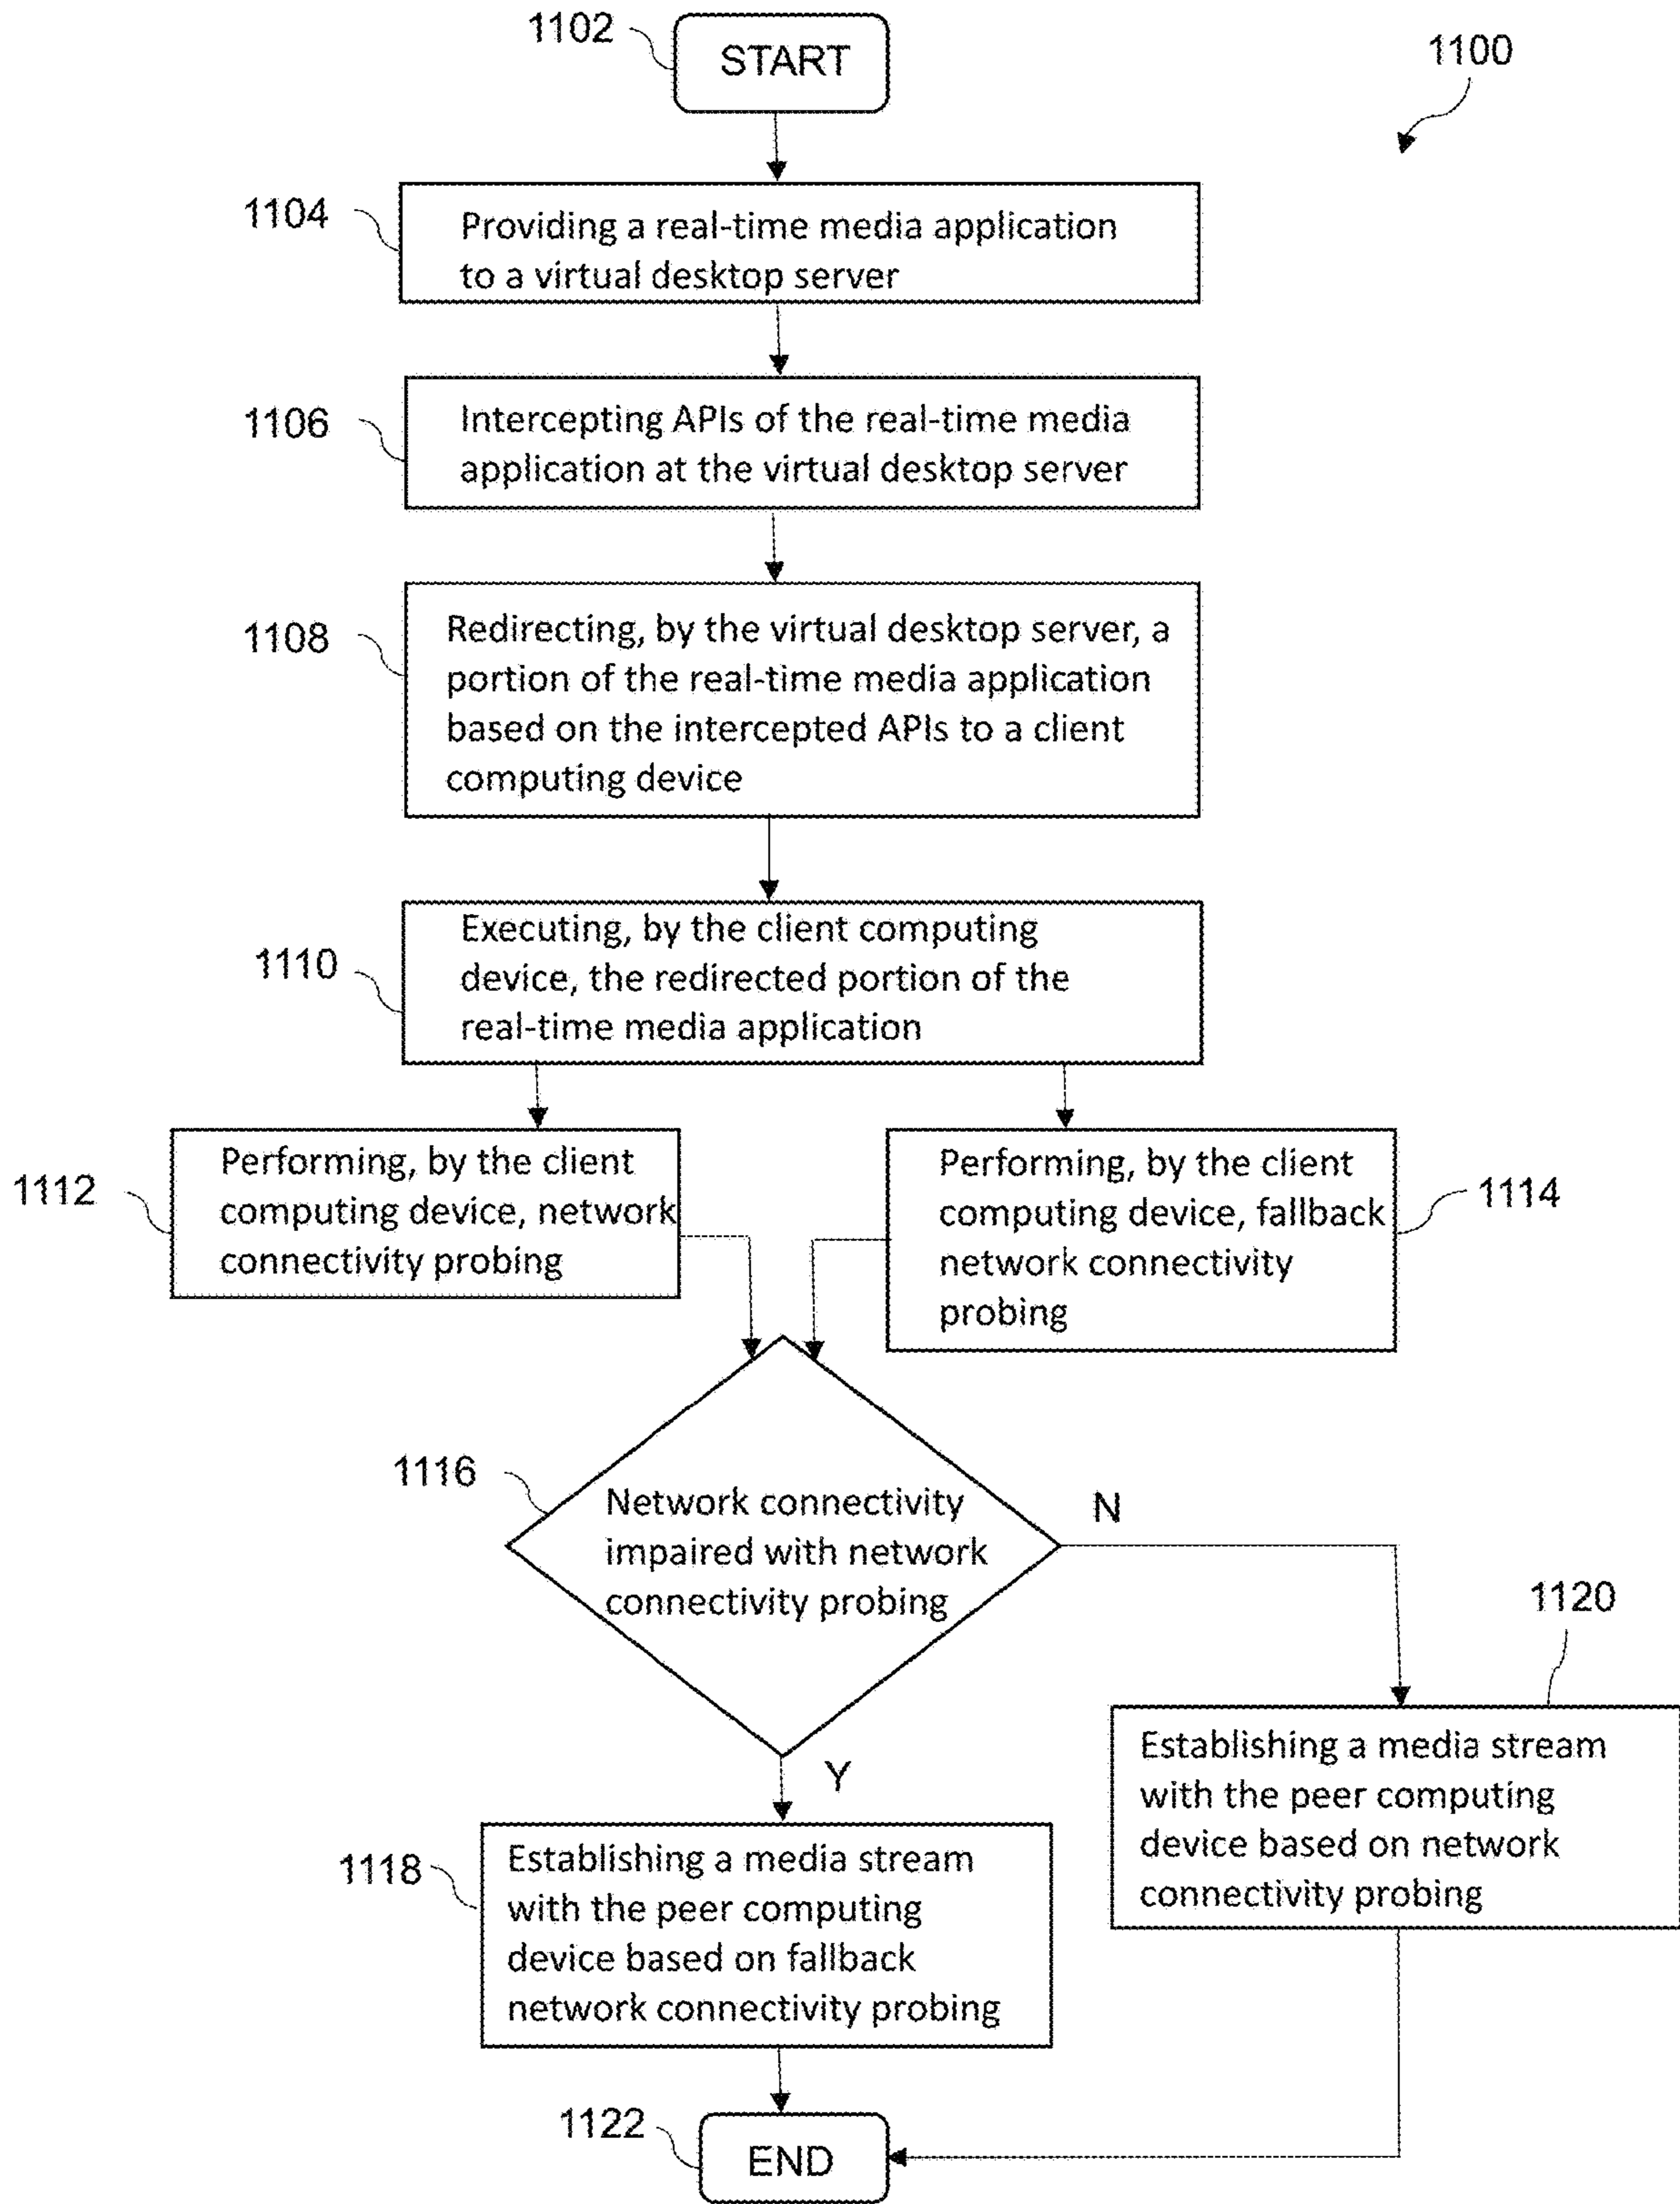 1102
START
1100
1104
Providing a real-time media application
to a virtual desktop server
1106
Intercepting APIs of the real-time media
application at the virtual desktop server
1108
Redirecting, by the virtual desktop server, a
portion of the real-time media application
based on the intercepted APIs to a client
computing device
1110
Executing, by the client computing
device, the redirected portion of the
real-time media application
1112
Performing, by the client
computing device, network
connectivity probing
Performing, by the client
computing device, fallback
network connectivity
probing
1114
1116
Network connectivity
impaired with network
connectivity probing
N
Y
1120
Establishing a media stream
with the peer computing
device based on network
connectivity probing
1118
Establishing a media stream
with the peer computing
device based on fallback
network connectivity probing
1122
END